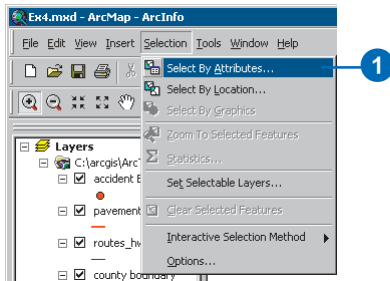 Ex4.mxd - ArcMap - ArcInfo
File Edit View Insert Selection Tools Window Help
Select By Attributes...
1
Select By Location...
Select By Graphics
Zoom To Selected Features
Statistics...
Set Selectable Layers...
Clear Selected Features
Interactive Selection Method
Options...
Layers
C:\arcgis\Arc
accident
pavement
routes_hw
county boundary